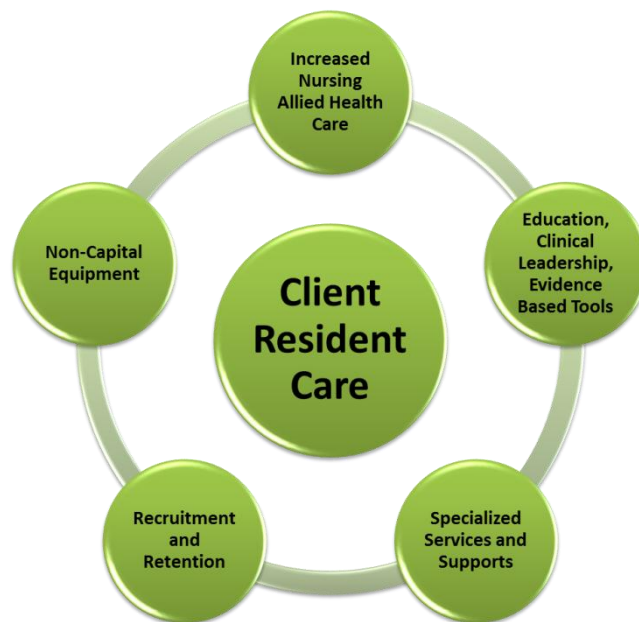 Increased
Nursing
Allied Health
Care
Education,
Clinical
Leadership,
Evidence
Based Tools
Specialized
Services and
Supports
Recruitment
and
Retention
Non-Capital
Equipment
Client
Resident
Care